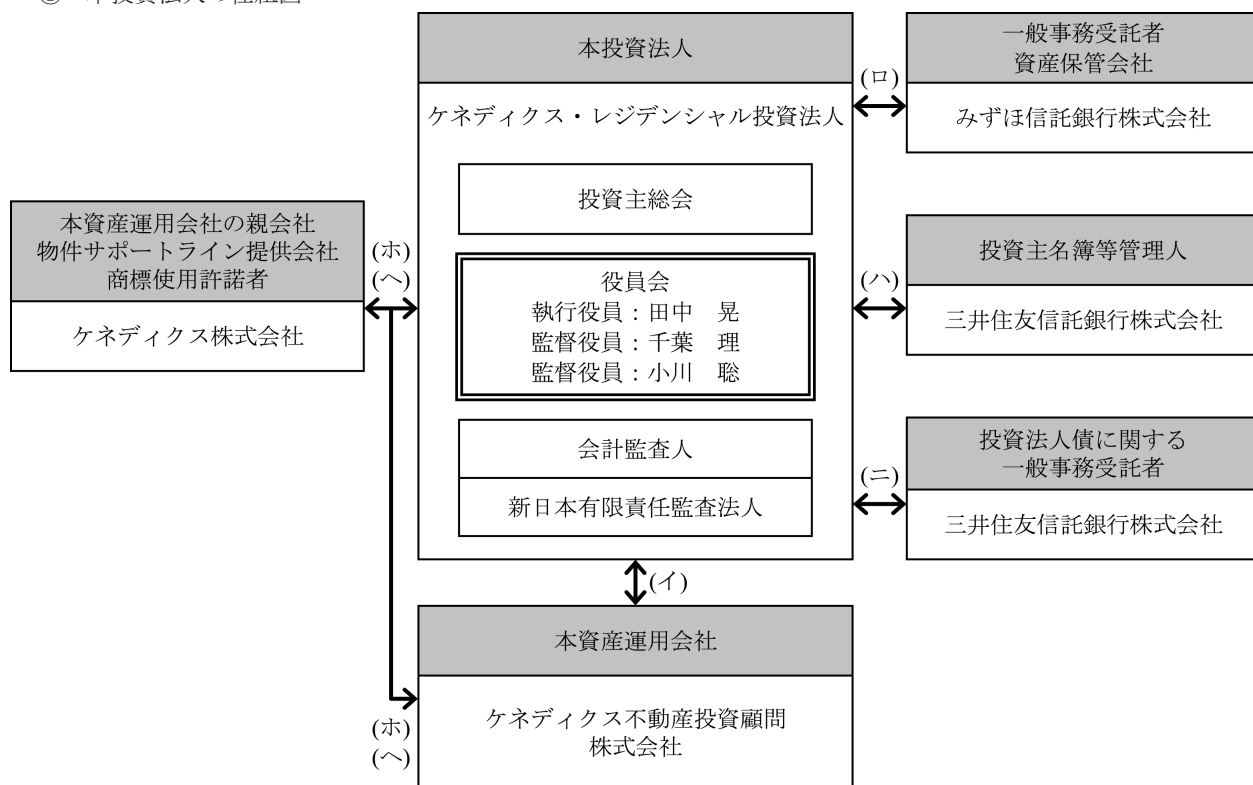 本投資法人
ケネディクス・レジデンシャル投資法人
投資主総会
役員会
執行役員：田中　晃
監督役員：千葉　理
監督役員：小川　聡
会計監査人
新日本有限責任監査法人
(イ)
本資産運用会社
ケネディクス不動産投資顧問
株式会社
本資産運用会社の親会社
物件サポートライン提供会社
商標使用許諾者
ケネディクス株式会社
(ホ)
(ヘ)
(ホ)
(ヘ)
(ロ)
一般事務受託者
資産保管会社
みずほ信託銀行株式会社
(ハ)
投資主名簿等管理人
三井住友信託銀行株式会社
(ニ)
投資法人債に関する
一般事務受託者
三井住友信託銀行株式会社